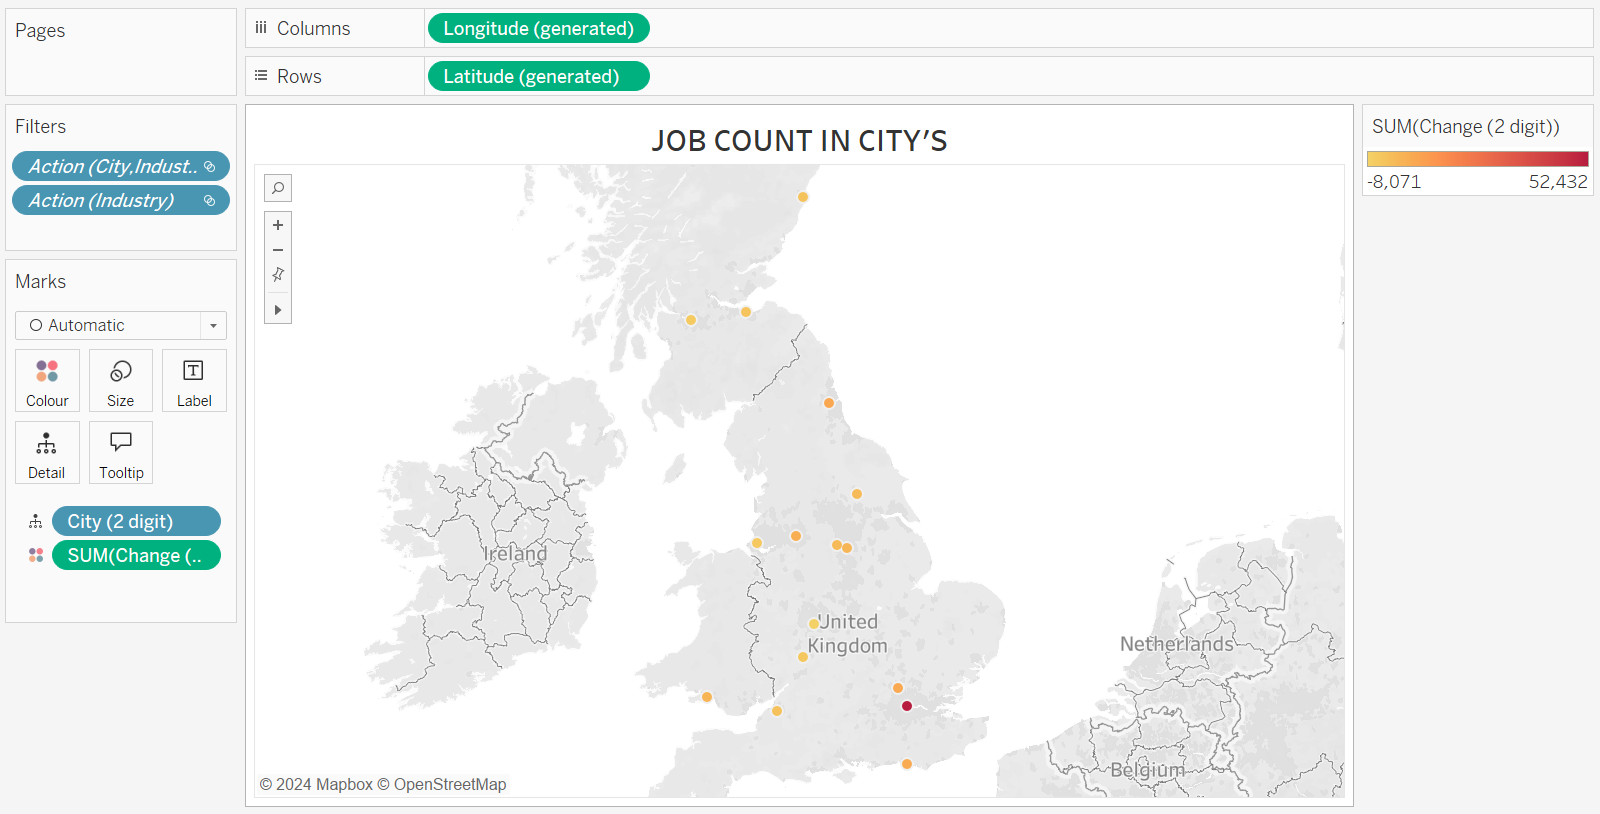 Pages
Columns
Longitude (generated)
Rows
Latitude (generated)
Filters
Action (City,Indust..
Action (Industry)
Marks
Automatic
Colour
Size
Label
Detail
Tooltip
City (2 digit)
SUM(Change (..
JOB COUNT IN CITY’S
Ireland
United
Kingdom
Netherlands
Belgium
© 2024 Mapbox © OpenStreetMap
SUM(Change (2 digit))
-8,071 52,432